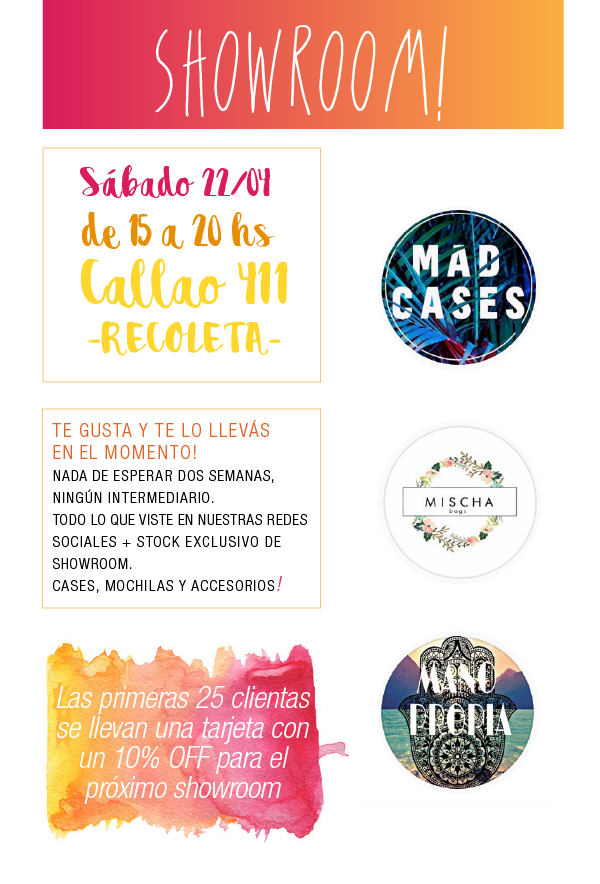 SHOWROOM!
Sábado 22/04
de 15 a 20 hs
Callao 411
-RECOLETA-
MAD
CASES
TE GUSTA Y TE LO LLEVÁS
EN EL MOMENTO!
NADA DE ESPERAR DOS SEMANAS,
NINGÚN INTERMEDIARIO.
TODO LO QUE VISTE EN NUESTRAS REDES
SOCIALES + STOCK EXCLUSIVO DE
SHOWROOM.
CASES, MOCHILAS Y ACCESORIOS!
MISCHA
bags
Las primeras 25 clientas
se llevan una tarjeta con
un 10% OFF para el
próximo showroom
MANO
PROPIA